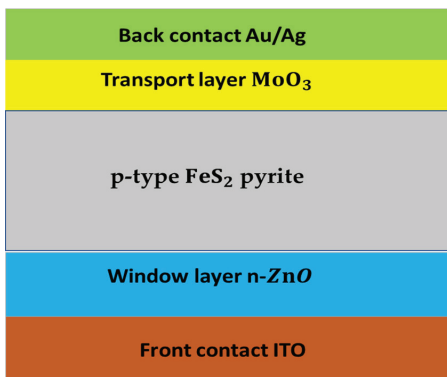 Back contact Au/Ag
Transport layer MoO₃
p-type FeS₂ pyrite
Window layer n-ZnO
Front contact ITO